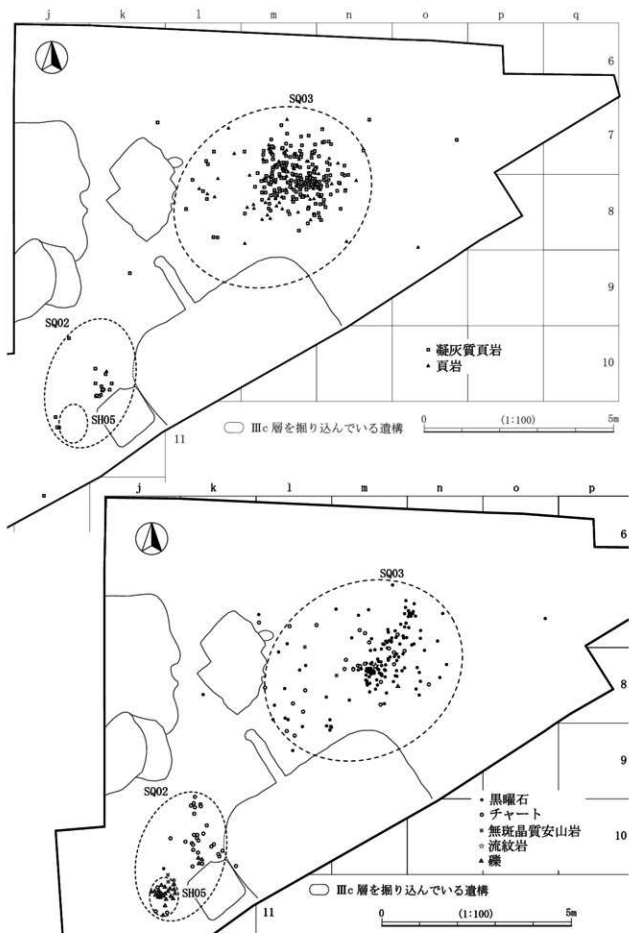 j k l m n o p q
6
SQ03
7
8
9
SQ02
10
凝灰質頁岩
頁岩
SH05
Ⅲc 層を掘り込んでいる遺構
0 (1:100) 5m
11
j k l m n o p
6
SQ03
8
9
黒曜石
SQ02
チャート
10
無斑晶質安山岩
流紋岩
礫
SH05
Ⅲc 層を掘り込んでいる遺構
11
0 (1:100) 5m